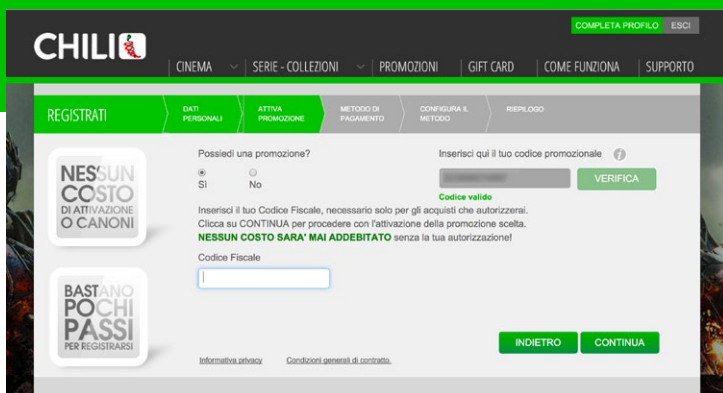 COMPLETA PROFILO ESCI
CHILI
CINEMA SERIE - COLLEZIONI PROMOZIONI GIFT CARD COME FUNZIONA SUPPORTO
REGISTRATI
DATI PERSONALI
ATTIVA PROMOZIONE
METODO DI PAGAMENTO
CONFIGURA IL METODO
RIEPILOGO
NESSUN
COSTO
DI ATTIVAZIONE
O CANONI
Possiedi una promozione?
Sì No
Inserisci qui il tuo codice promozionale i
VERIFICA
Codice valido
Inserisci il tuo Codice Fiscale, necessario solo per gli acquisti che autorizzerai.
Clicca su CONTINUA per procedere con l'attivazione della promozione scelta.
NESSUN COSTO SARA' MAI ADDEBITATO senza la tua autorizzazione!
Codice Fiscale
BASTANO
POCHI
PASSI
PER REGISTRARSI
INDIETRO CONTINUA
Informativa privacy Condizioni generali di contratto.